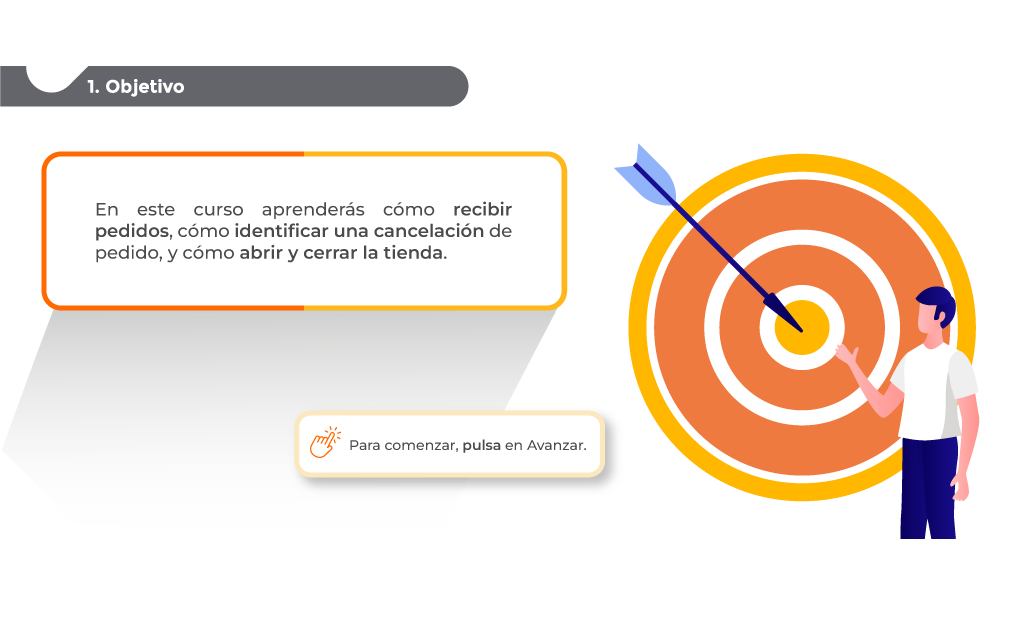 1. Objetivo
En este curso aprenderás cómo recibir
pedidos, cómo identificar una cancelación de
pedido, y cómo abrir y cerrar la tienda.
Para comenzar, pulsa en Avanzar.